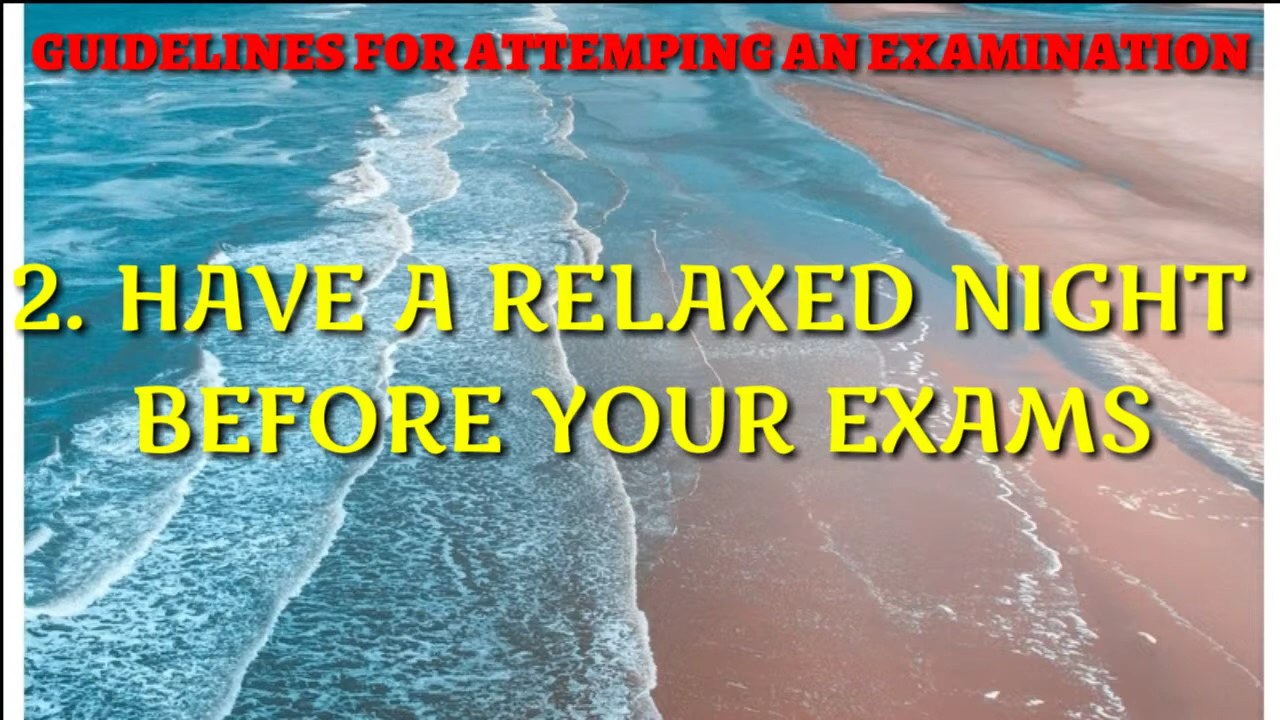 GUIDELINES FOR ATTEMPING AN EXAMINATION
2. HAVE A RELAXED NIGHT
BEFORE YOUR EXAMS